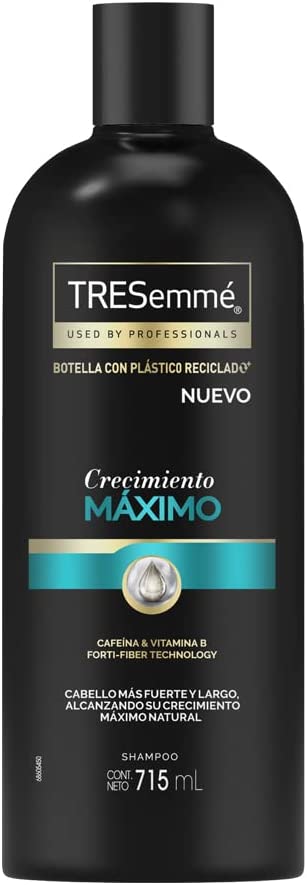 TRESemmé®
USED BY PROFESSIONALS
BOTELLA CON PLÁSTICO RECICLADO+
NUEVO
Crecimiento
MÁXIMO
CAFEÍNA & VITAMINA B
FORTI-FIBER TECHNOLOGY
CABELLO MÁS FUERTE Y LARGO,
ALCANZANDO SU CRECIMIENTO
MÁXIMO NATURAL
68605450
SHAMPOO
CONT.
NETO 715 mL